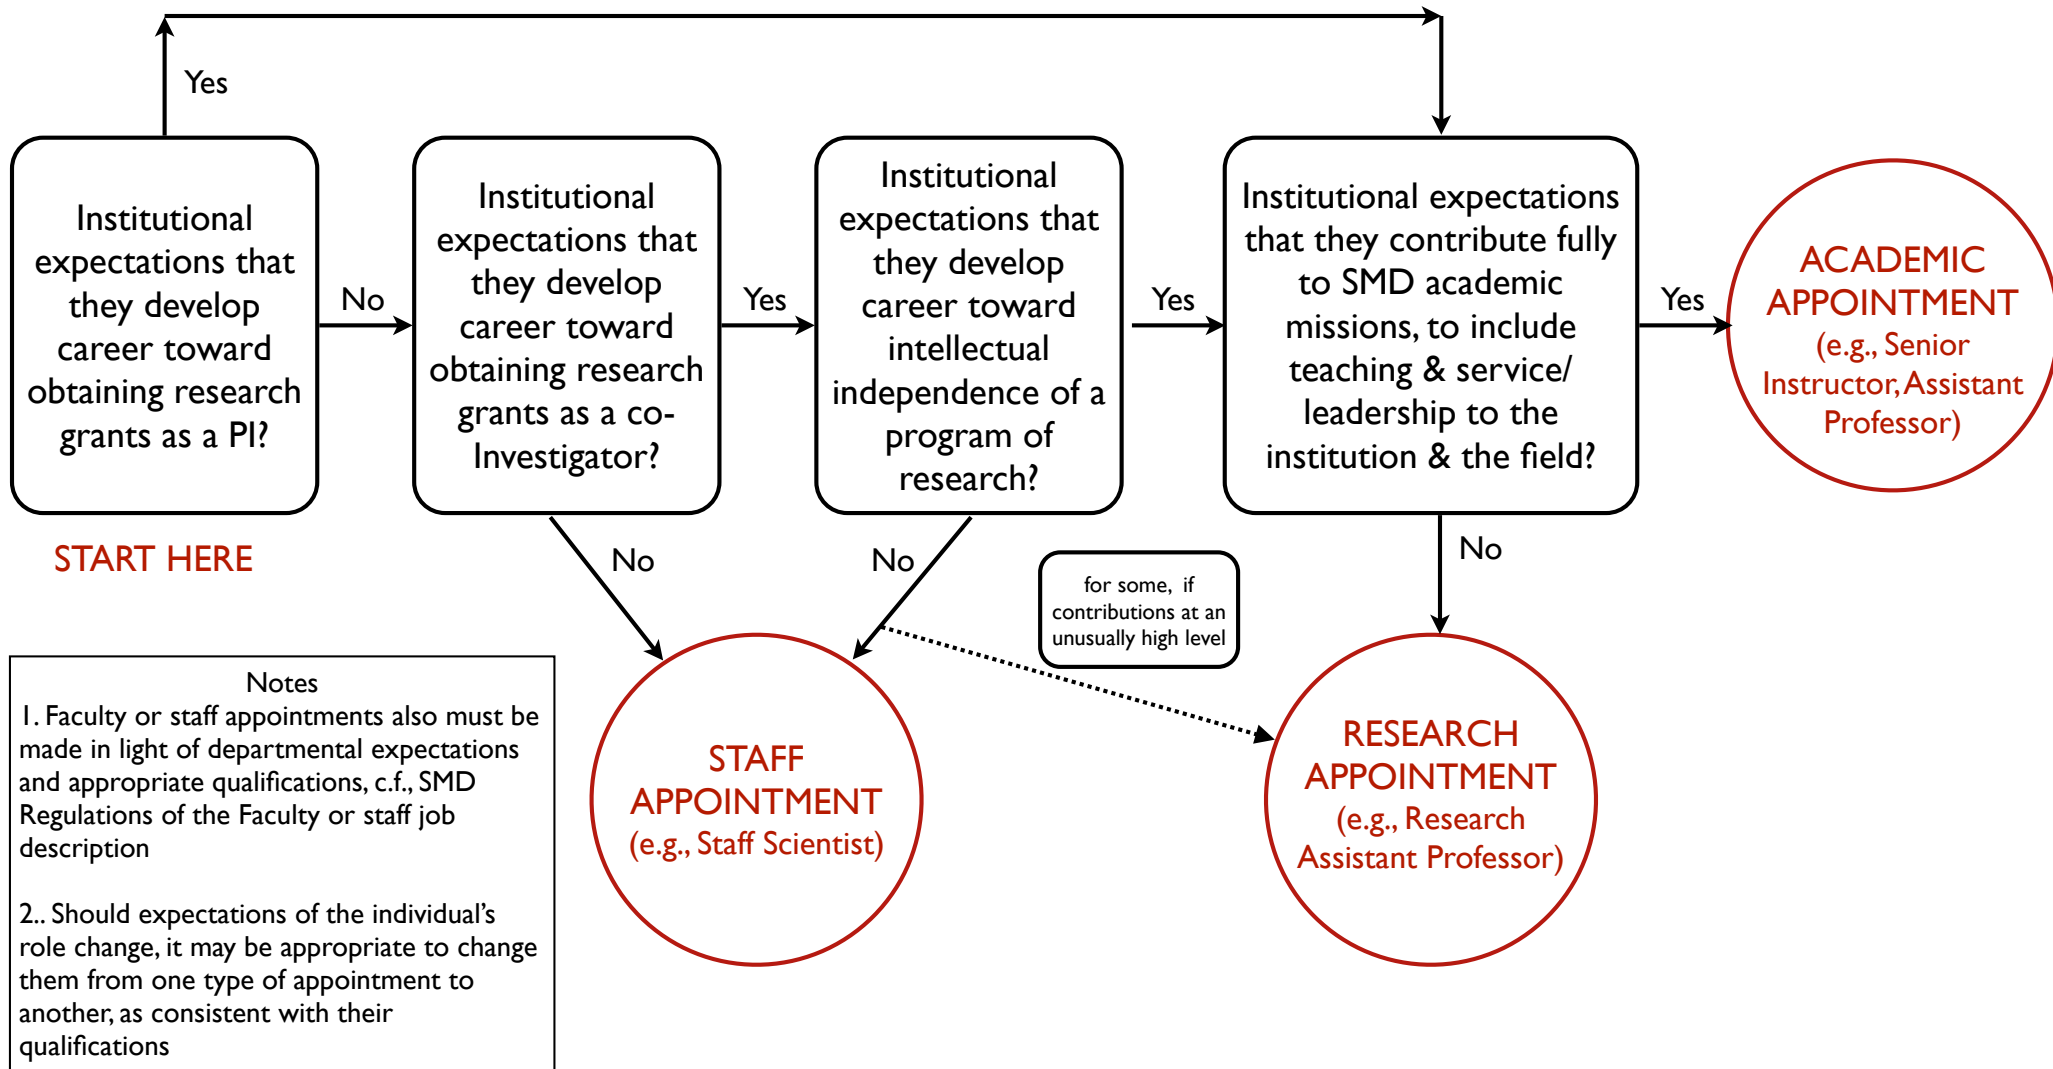 Yes
Institutional
expectations that
they develop
career toward
obtaining research
grants as a PI?
START HERE
No
Institutional
expectations that
they develop
career toward
obtaining research
grants as a co-
Investigator?
Yes
No
Institutional
expectations that
they develop
career toward
intellectual
independence of a
program of
research?
Yes
No
Institutional expectations
that they contribute fully
to SMD academic
missions, to include
teaching & service/
leadership to the
institution & the field?
Yes
No
ACADEMIC
APPOINTMENT
(e.g., Senior
Instructor, Assistant
Professor)
for some, if
contributions at an
unusually high level
STAFF
APPOINTMENT
(e.g., Staff Scientist)
RESEARCH
APPOINTMENT
(e.g., Research
Assistant Professor)
Notes
1. Faculty or staff appointments also must be
made in light of departmental expectations
and appropriate qualifications, c.f., SMD
Regulations of the Faculty or staff job
description
2.. Should expectations of the individual’s
role change, it may be appropriate to change
them from one type of appointment to
another, as consistent with their
qualifications